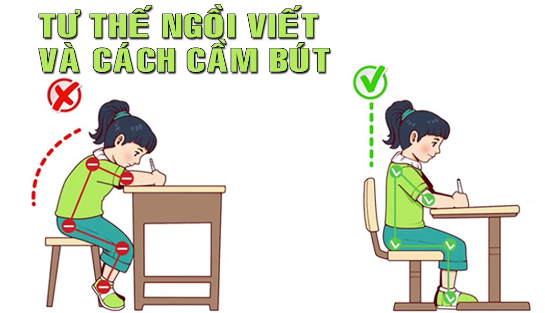 TƯ THẾ NGỒI VIẾT
VÀ CÁCH CẦM BÚT